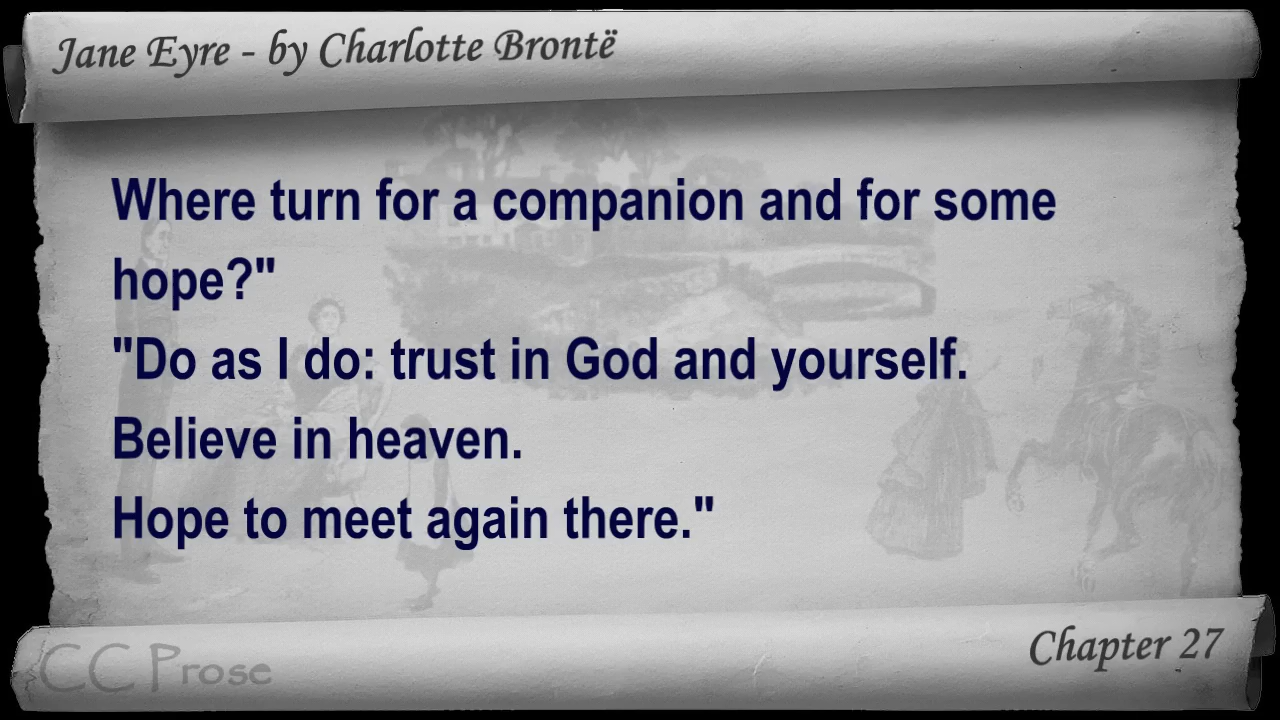 Jane Eyre - by Charlotte Brontë
Where turn for a companion and for some
hope?"
"Do as I do: trust in God and yourself.
Believe in heaven.
Hope to meet again there."
Chapter 27
CC Prose